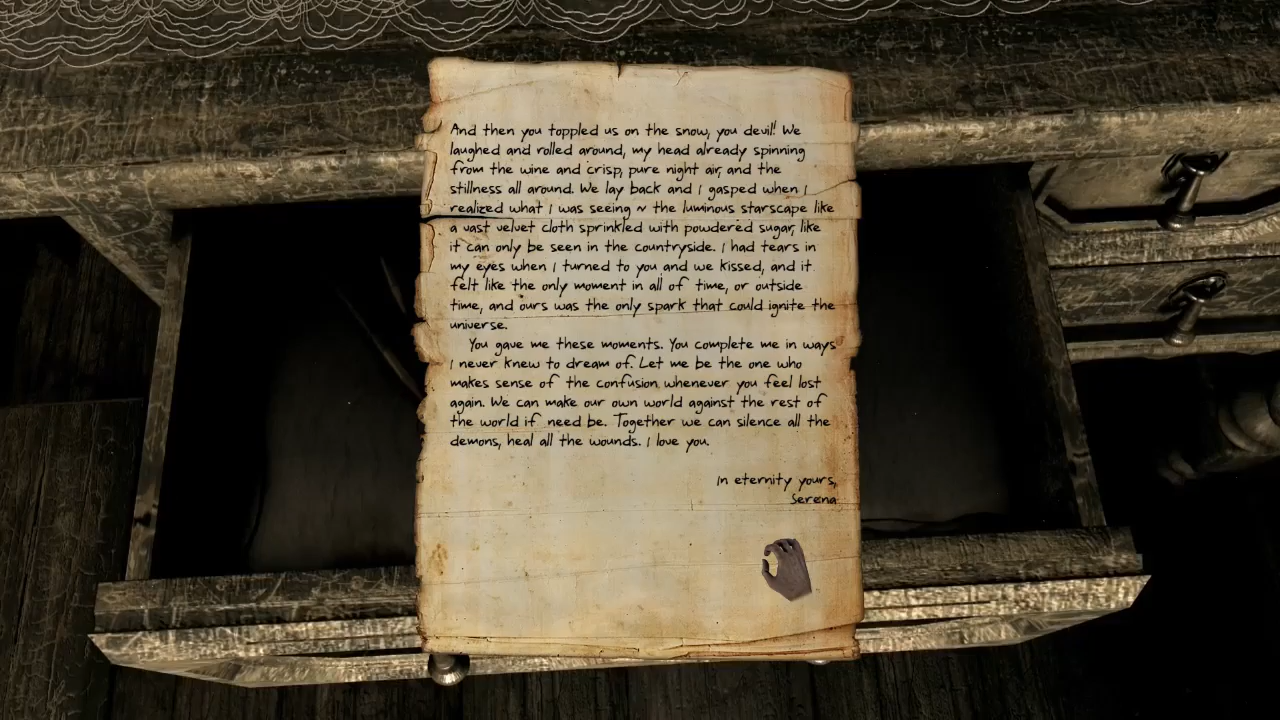 And then you toppled us on the snow, you devil! We
laughed and rolled around, my head already spinning
from the wine and crisp, pure night air, and the
stillness all around. We lay back and I gasped when I
realized what I was seeing ~ the luminous starscape like
a vast velvet cloth sprinkled with powdered sugar, like
it can only be seen in the countryside. I had tears in
my eyes when I turned to you and we kissed, and it
felt like the only moment in all of time, or outside
time, and ours was the only spark that could ignite the
universe.
You gave me these moments. You complete me in ways
I never knew to dream of. Let me be the one who
makes sense of the confusion whenever you feel lost
again. We can make our own world against the rest of
the world if need be. Together we can silence all the
demons, heal all the wounds. I love you.
In eternity yours,
Serena